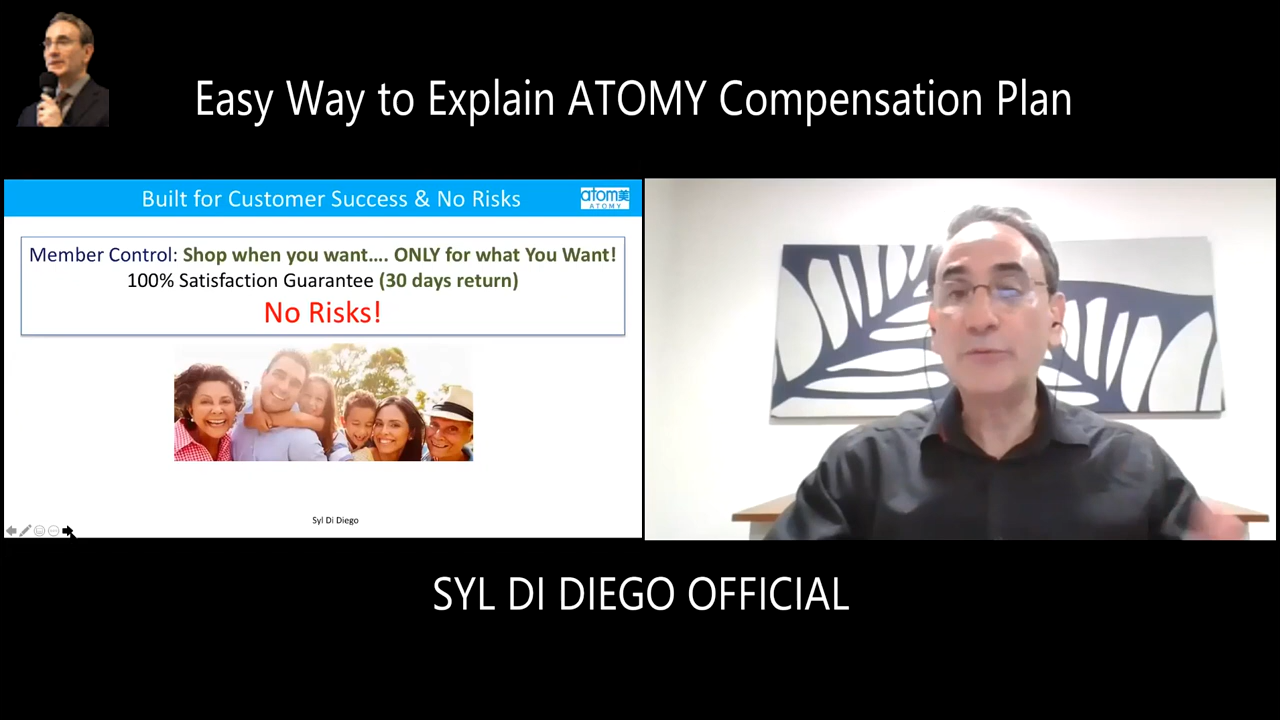 Easy Way to Explain ATOMY Compensation Plan
Built for Customer Success & No Risks
atom美
ATOMY
Member Control: Shop when you want.... ONLY for what You Want!
100% Satisfaction Guarantee (30 days return)
No Risks!
Syl Di Diego
SYL DI DIEGO OFFICIAL